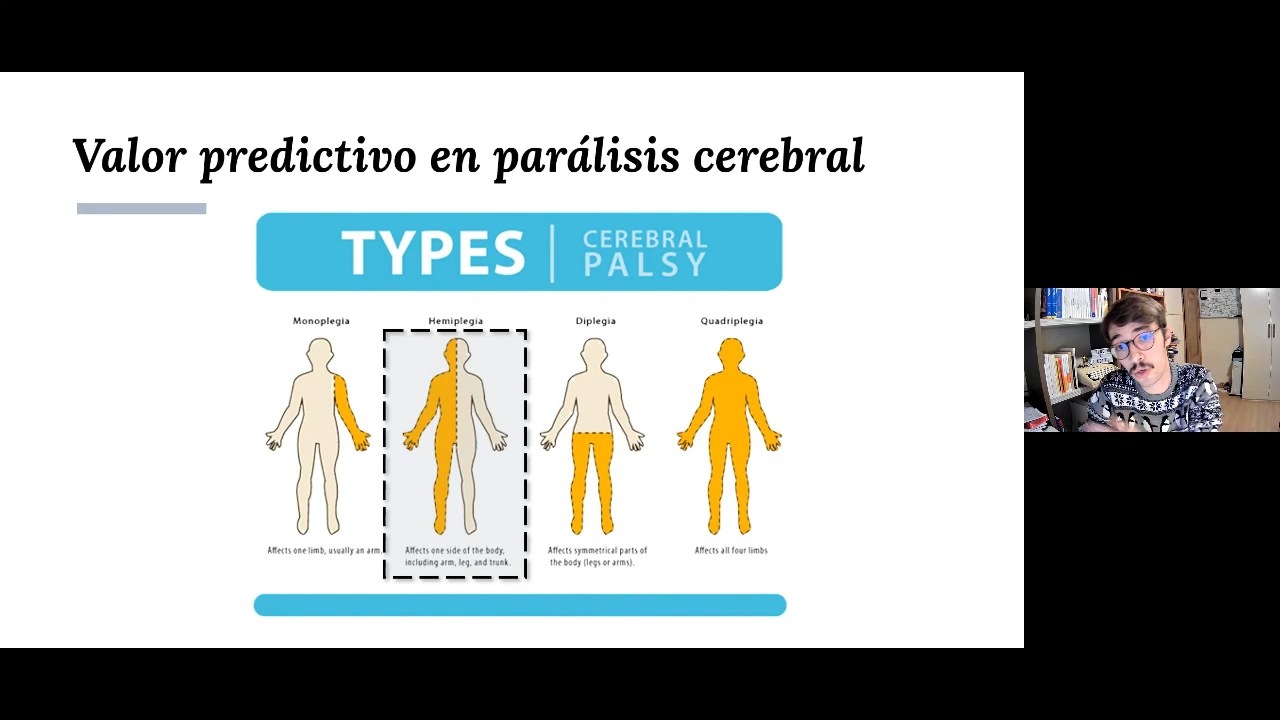 Valor predictivo en parálisis cerebral
TYPES
CEREBRAL
PALSY
Monoplegia
Hemiplegia
Diplegia
Quadriplegia
Affects one limb, usually an arm.
Affects one side of the body,
including arm, leg, and trunk.
Affects symmetrical parts of
the body (legs or arms).
Affects all four limbs